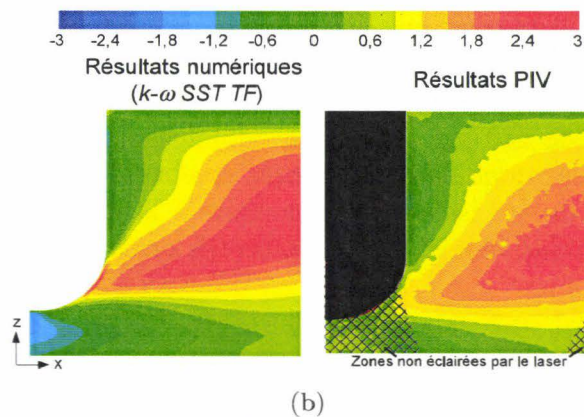 -3 -2,4 -1,8 -1,2 -0,6 0 0,6 1,2 1,8 2,4 3
Résultats numériques
(k-ω SST TF)
Résultats PIV
z
x
Zones non éclairées par le laser
(b)